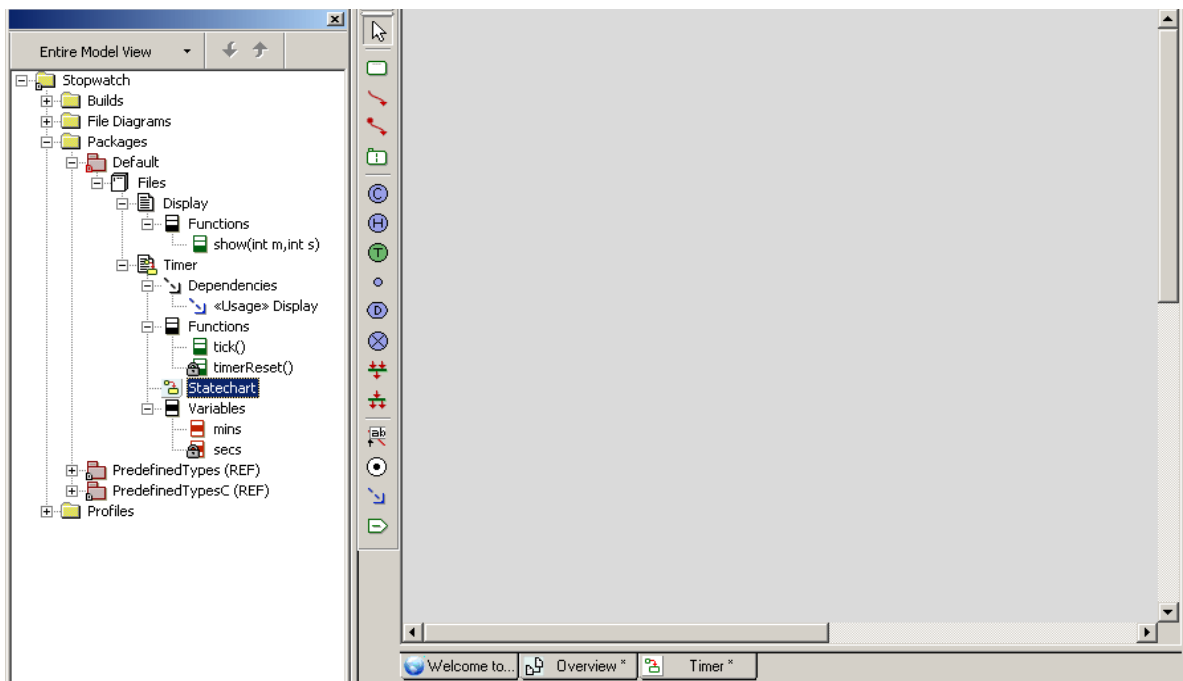 Entire Model View
Stopwatch
Builds
File Diagrams
Packages
Default
Files
Display
Functions
show(int m,int s)
Timer
Dependencies
«Usage» Display
Functions
tick()
timerReset()
Statechart
Variables
mins
secs
PredefinedTypes (REF)
PredefinedTypesC (REF)
Profiles
C
H
T
D
ab
Welcome to... Overview * Timer *